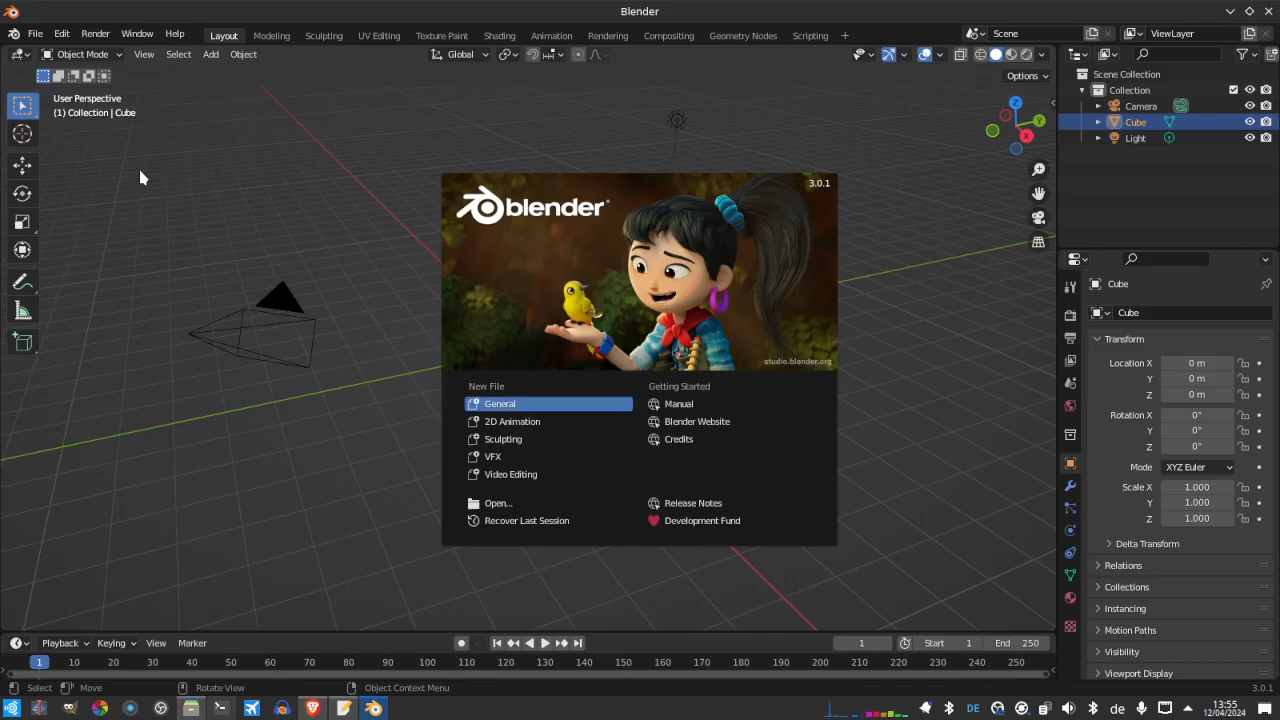 Blender
File Edit Render Window Help Layout Modeling Sculpting UV Editing Texture Paint Shading Animation Rendering Compositing Geometry Nodes Scripting + Scene ViewLayer
Object Mode View Select Add Object Global
Options
User Perspective
(1) Collection | Cube
Z
Y
X
Scene Collection
Collection
Camera
Cube
Light
3.0.1
blender
studio.blender.org
New File
General
2D Animation
Sculpting
VFX
Video Editing
Open...
Recover Last Session
Getting Started
Manual
Blender Website
Credits
Release Notes
Development Fund
Cube
Cube
Transform
Location X 0 m
Y 0 m
Z 0 m
Rotation X 0°
Y 0°
Z 0°
Mode XYZ Euler
Scale X 1.000
Y 1.000
Z 1.000
Delta Transform
Relations
Collections
Instancing
Motion Paths
Visibility
Viewport Display
Playback Keying View Marker 1 Start 1 End 250
1 10 20 30 40 50 60 70 80 90 100 110 120 130 140 150 160 170 180 190 200 210 220 230 240 250
Select Move Rotate View Object Context Menu 3.0.1
DE de 13:55
12/04/2024